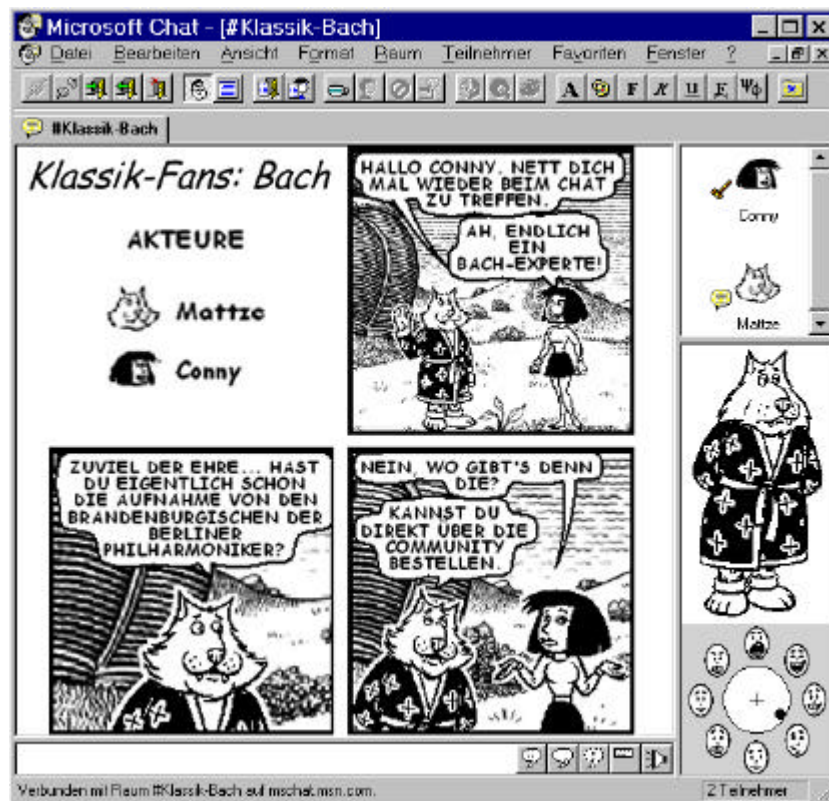 Microsoft Chat - [#Klassik-Bach]
Datei Bearbeiten Ansicht Format Raum Teilnehmer Favoriten Fenster ?
A F K U F
#Klassik-Bach
Klassik-Fans: Bach
AKTEURE
Mattze
Conny
HALLO CONNY. NETT DICH
MAL WIEDER BEIM CHAT
ZU TREFFEN.
AH, ENDLICH
EIN
BACH-EXPERTE!
ZUVIEL DER EHRE... HAST
DU EIGENTLICH SCHON
DIE AUFNAHME VON DEN
BRANDENBURGISCHEN DER
BERLINER
PHILHARMONIKER?
NEIN, WO GIBT'S DENN
DIE?
KANNST DU
DIREKT ÜBER DIE
COMMUNITY
BESTELLEN.
Conny
Mattze
Verbunden mit Raum #Klassik-Bach auf mschat.msn.com.
2 Teilnehmer